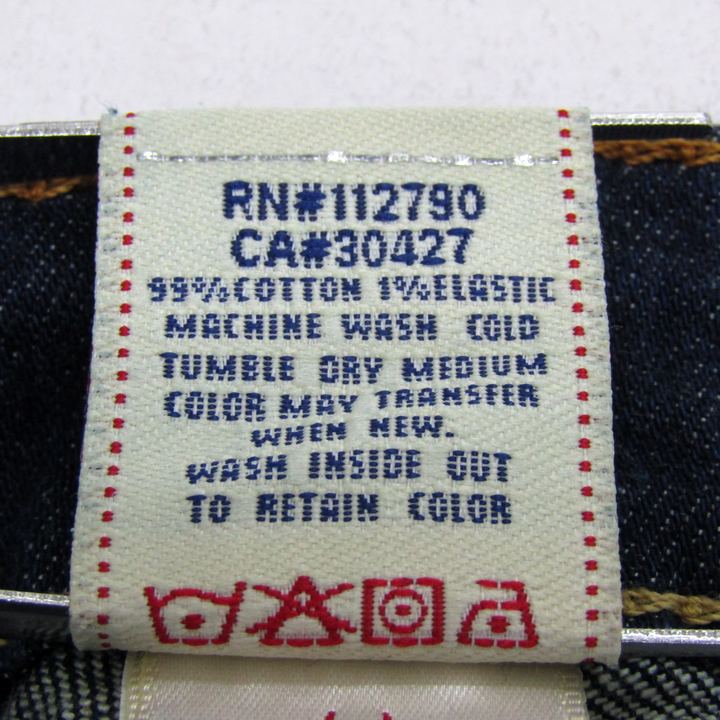 RN#112790
CA#30427
99%COTTON 1%ELASTIC
MACHINE WASH COLD
TUMBLE DRY MEDIUM
COLOR MAY TRANSFER
WHEN NEW.
WASH INSIDE OUT
TO RETAIN COLOR